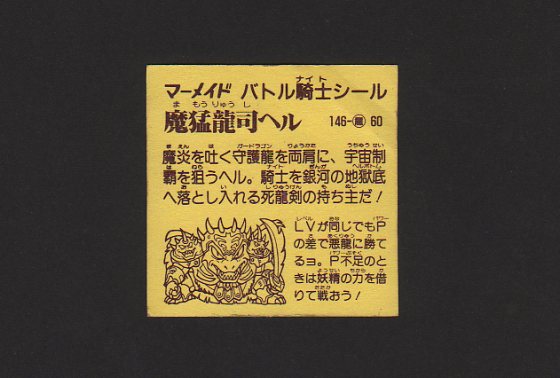 マーメイド バトル騎士シール
魔猛龍司ヘル 146-魔 60
魔炎を吐く守護龍を両肩に、宇宙制
覇を狙うヘル。騎士を銀河の地獄底
へ落とし入れる死龍剣の持ち主だ!
LVが同じでもP
の差で悪龍に勝て
るョ。P不足のと
きは妖精の力を借
りて戦おう!